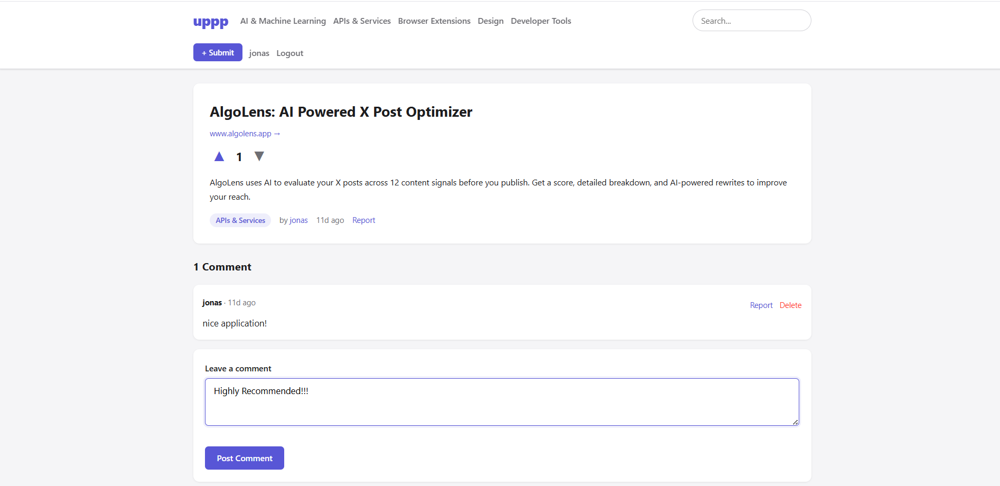 uppp AI & Machine Learning APIs & Services Browser Extensions Design Developer Tools Search...
+ Submit jonas Logout
AlgoLens: AI Powered X Post Optimizer
www.algolens.app →
▲ 1 ▼
AlgoLens uses AI to evaluate your X posts across 12 content signals before you publish. Get a score, detailed breakdown, and AI-powered rewrites to improve
your reach.
APIs & Services by jonas 11d ago Report
1 Comment
jonas · 11d ago Report Delete
nice application!
Leave a comment
Highly Recommended!!!
Post Comment